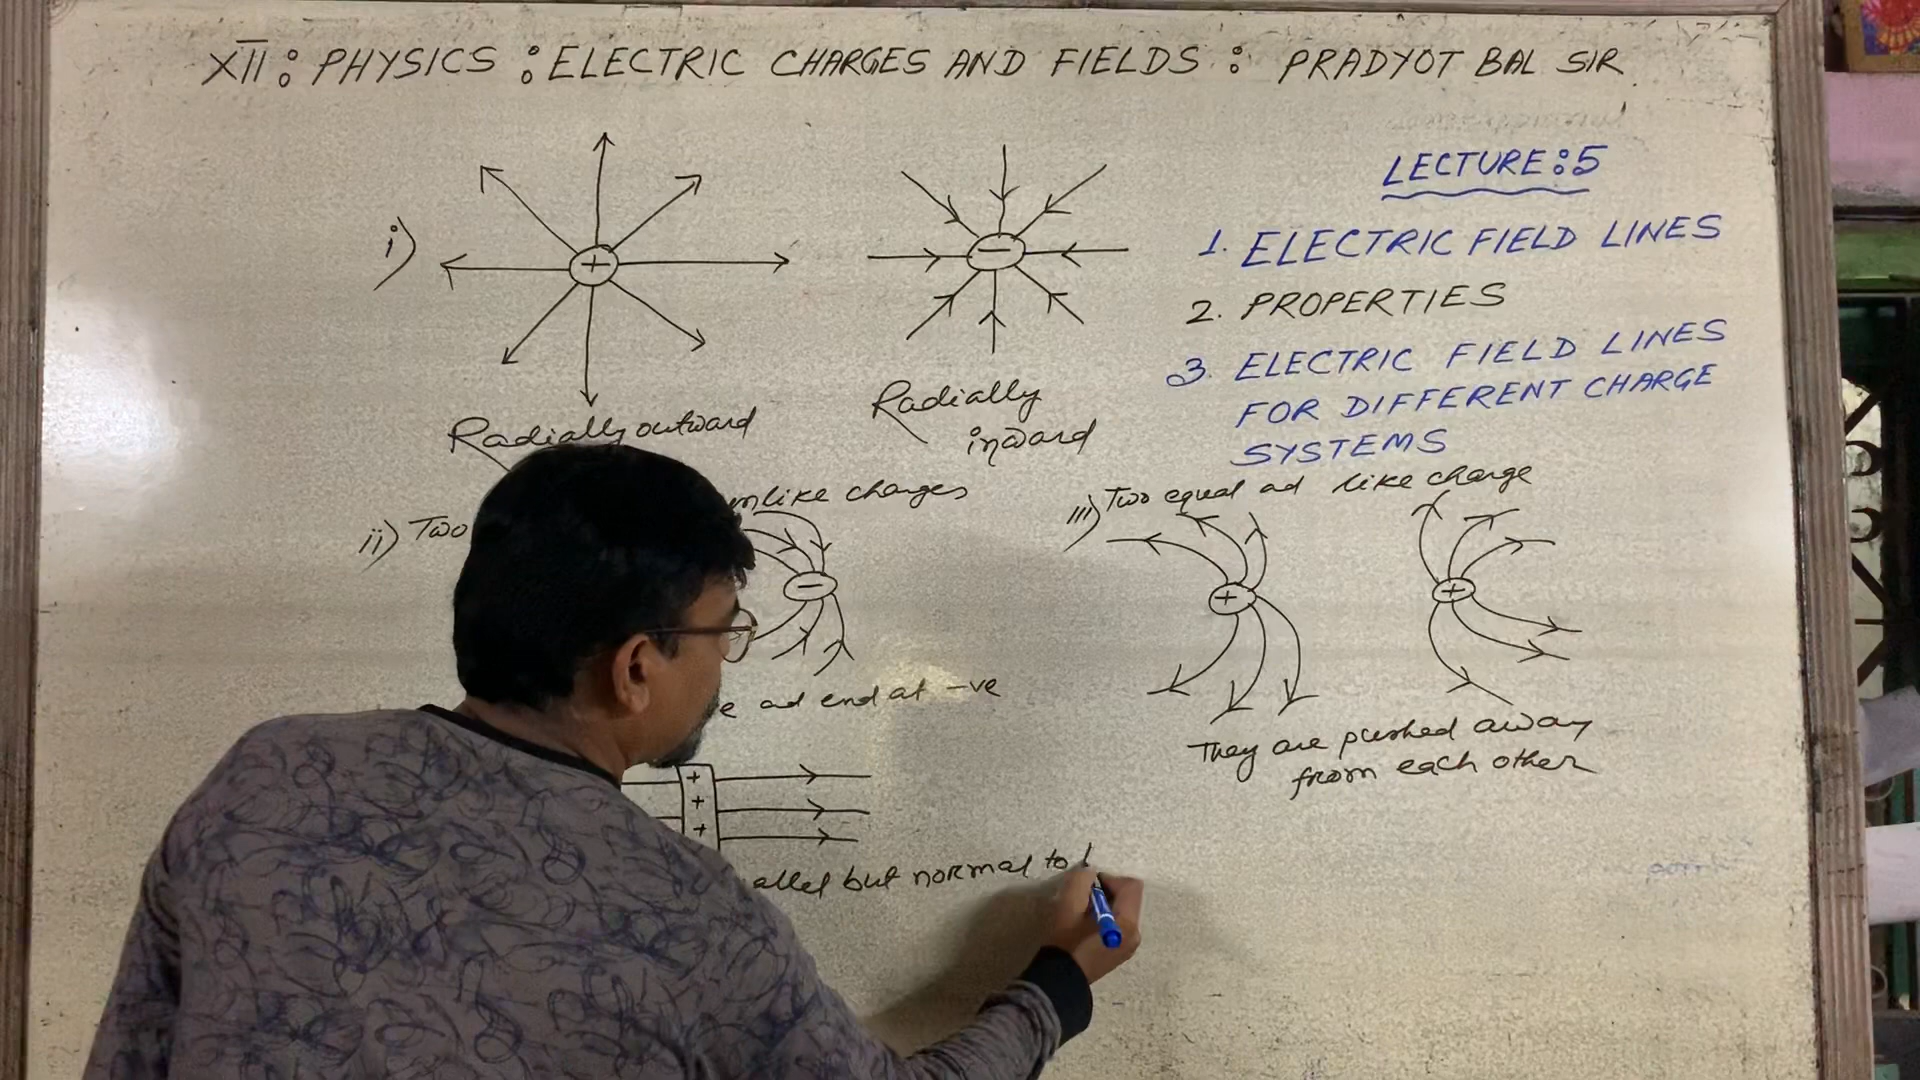 XII : PHYSICS : ELECTRIC CHARGES AND FIELDS : PRADYOT BAL SIR
LECTURE : 5
1. ELECTRIC FIELD LINES
2. PROPERTIES
3. ELECTRIC FIELD LINES
FOR DIFFERENT CHARGE
SYSTEMS
i)
+
−
Radially outward
Radially
inward
ii) Two
unlike charges
−
e ad end at -ve
iii) Two equal ad like charge
+
+
They are pushed away
from each other
+
+
+
allel but normal to